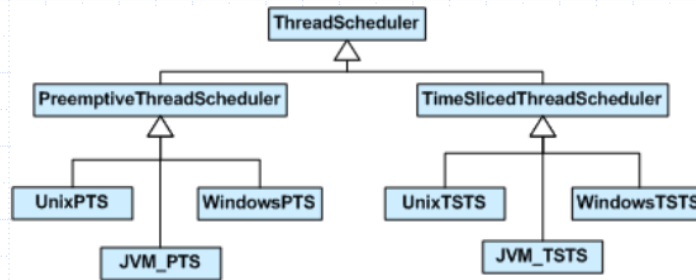 ThreadScheduler
PreemptiveThreadScheduler
TimeSlicedThreadScheduler
UnixPTS
WindowsPTS
UnixTSTS
WindowsTSTS
JVM_PTS
JVM_TSTS